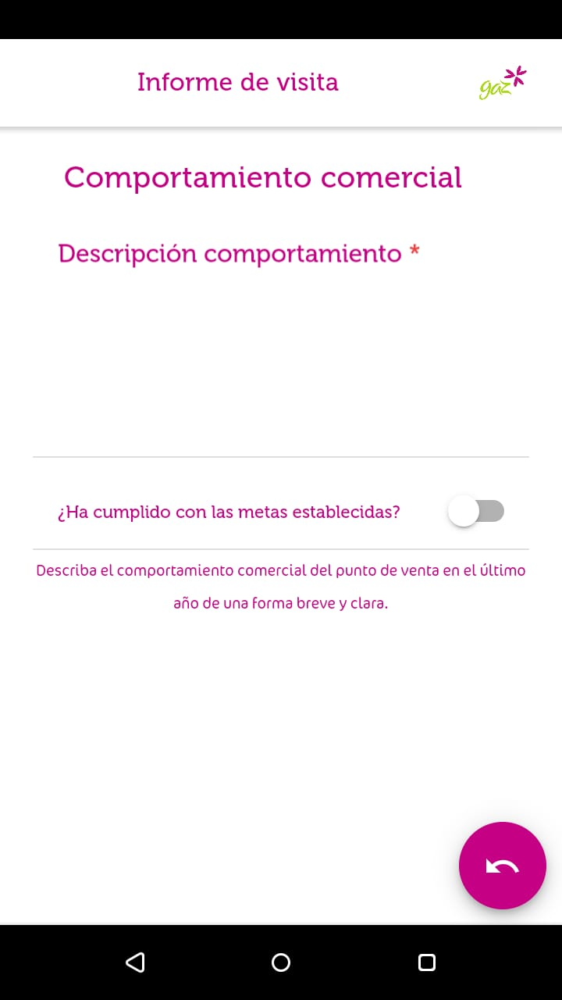 Informe de visita
gaz
Comportamiento comercial
Descripción comportamiento *
¿Ha cumplido con las metas establecidas?
Describa el comportamiento comercial del punto de venta en el último
año de una forma breve y clara.